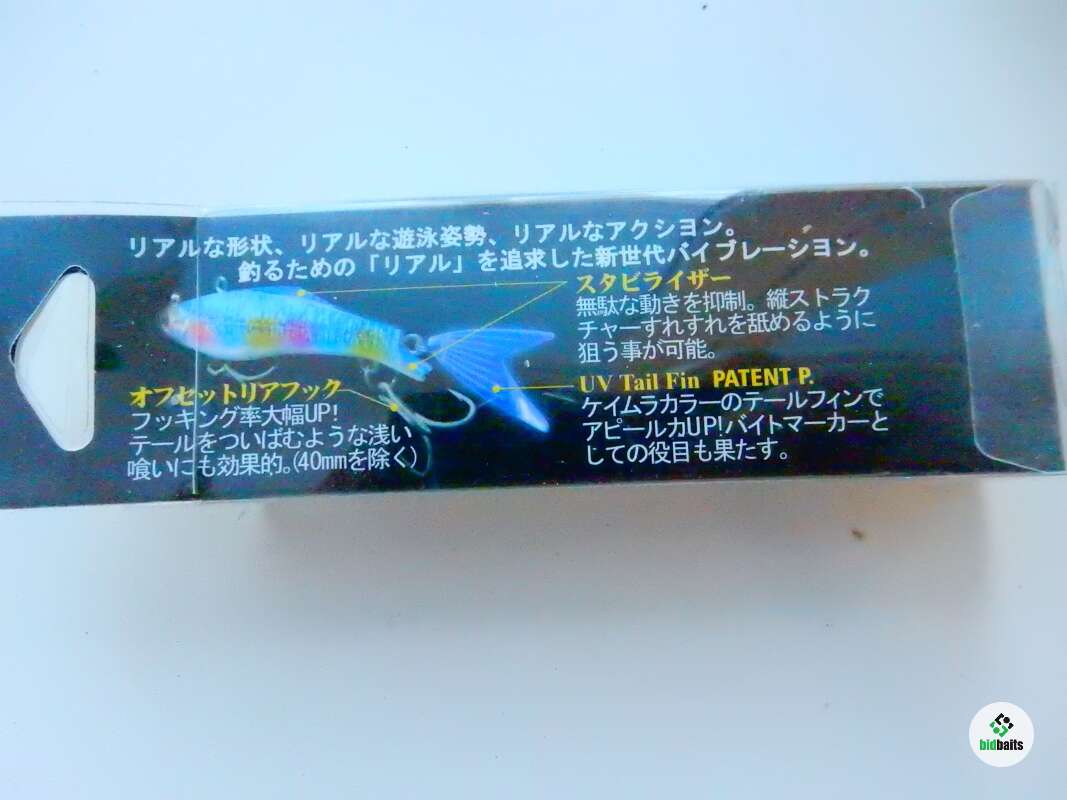 リアルな形状、リアルな遊泳姿勢、リアルなアクション。
釣るための「リアル」を追求した新世代バイブレーション。
スタビライザー
無駄な動きを抑制。縦ストラク
チャーすれすれを舐めるように
狙う事が可能。
オフセットリアフック
フッキング率大幅UP!
テールをついばむような浅い
喰いにも効果的。(40mmを除く)
UV Tail Fin PATENT P.
ケイムラカラーのテールフィンで
アピール力UP!バイトマーカーと
しての役目も果たす。
bidbaits